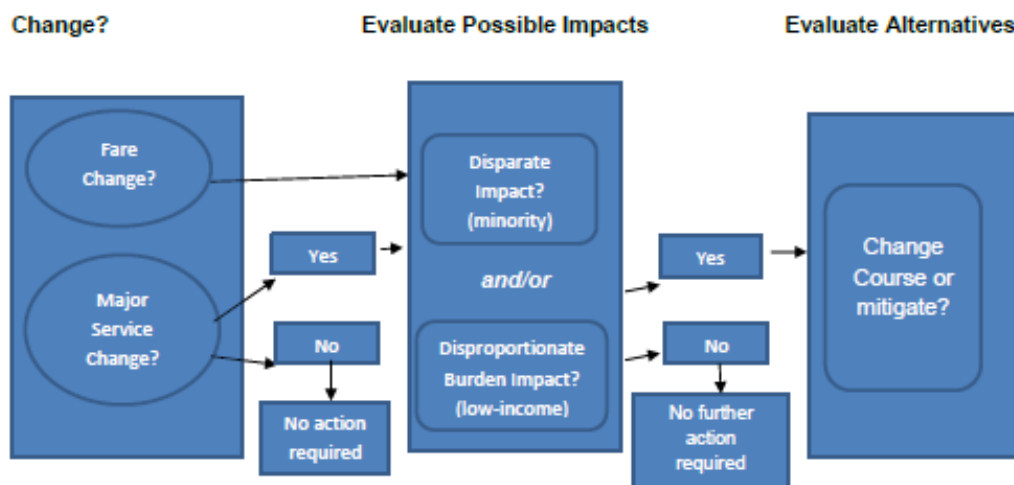 Change?
Evaluate Possible Impacts
Evaluate Alternatives
Fare
Change?
Major
Service
Change?
Yes
No
No action
required
Disparate
Impact?
(minority)
and/or
Disproportionate
Burden Impact?
(low-income)
Yes
No
No further
action
required
Change
Course or
mitigate?